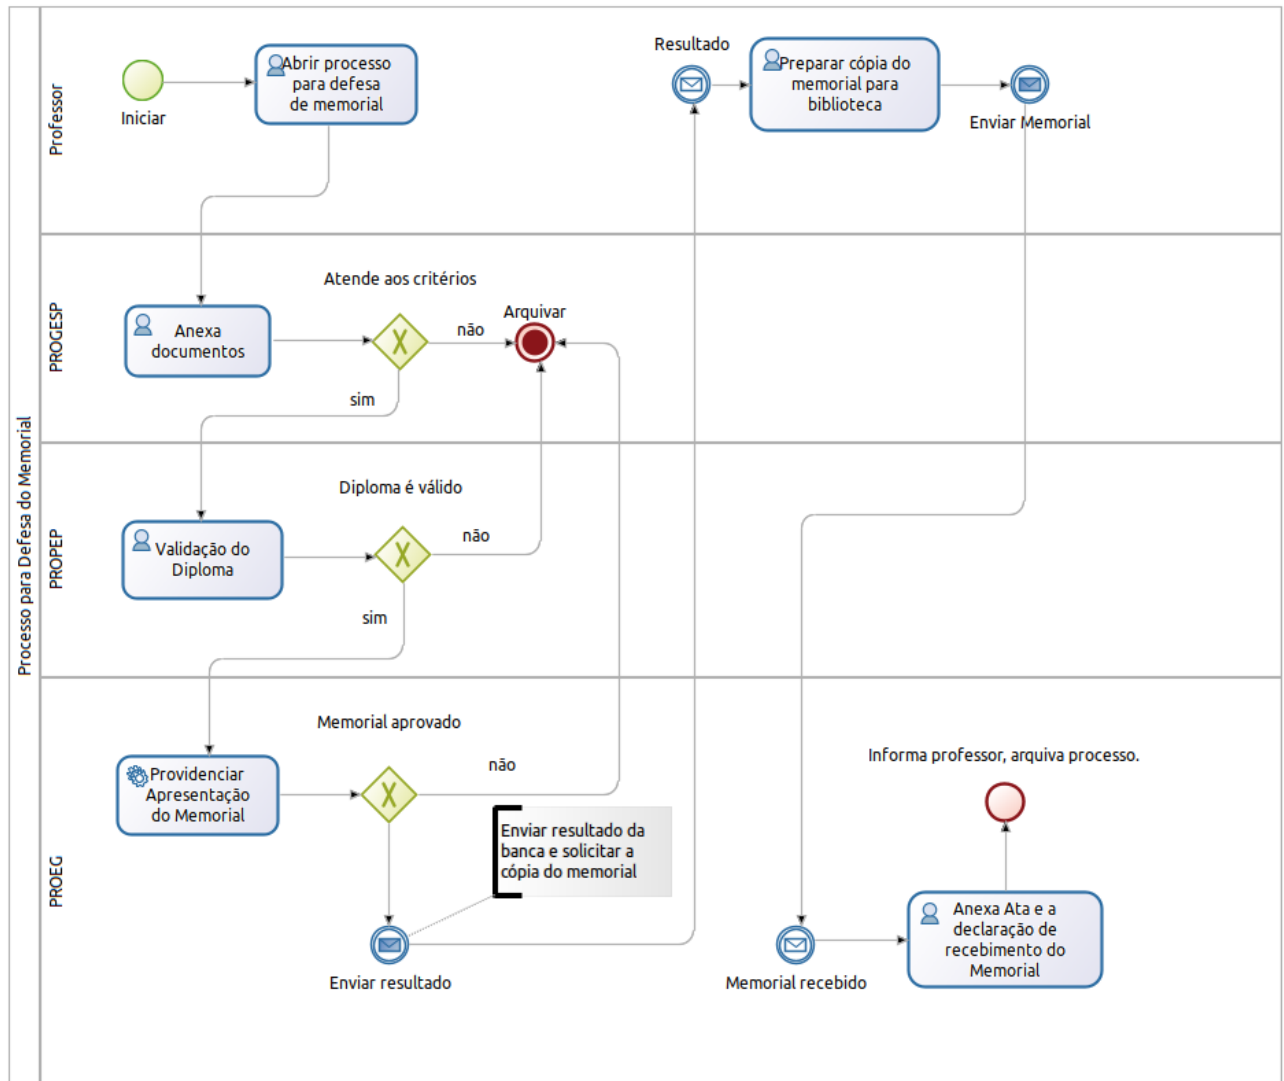 Processo para Defesa do Memorial
Professor
Iniciar
Abrir processo
para defesa
de memorial
Resultado
Preparar cópia do
memorial para
biblioteca
Enviar Memorial
PROGESP
Anexa
documentos
Atende aos critérios
não
sim
Arquivar
PROPEP
Validação do
Diploma
Diploma é válido
não
sim
PROEG
Providenciar
Apresentação
do Memorial
Memorial aprovado
não
Enviar resultado da
banca e solicitar a
cópia do memorial
Enviar resultado
Memorial recebido
Anexa Ata e a
declaração de
recebimento do
Memorial
Informa professor, arquiva processo.